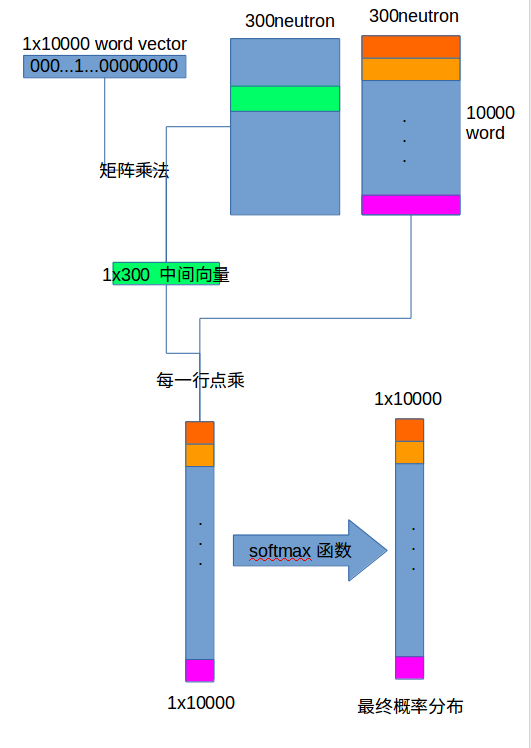 300neutron
300neutron
1x10000 word vector
000...1...00000000
10000
word
矩阵乘法
1x300 中间向量
每一行点乘
1x10000
softmax 函数
1x10000
最终概率分布